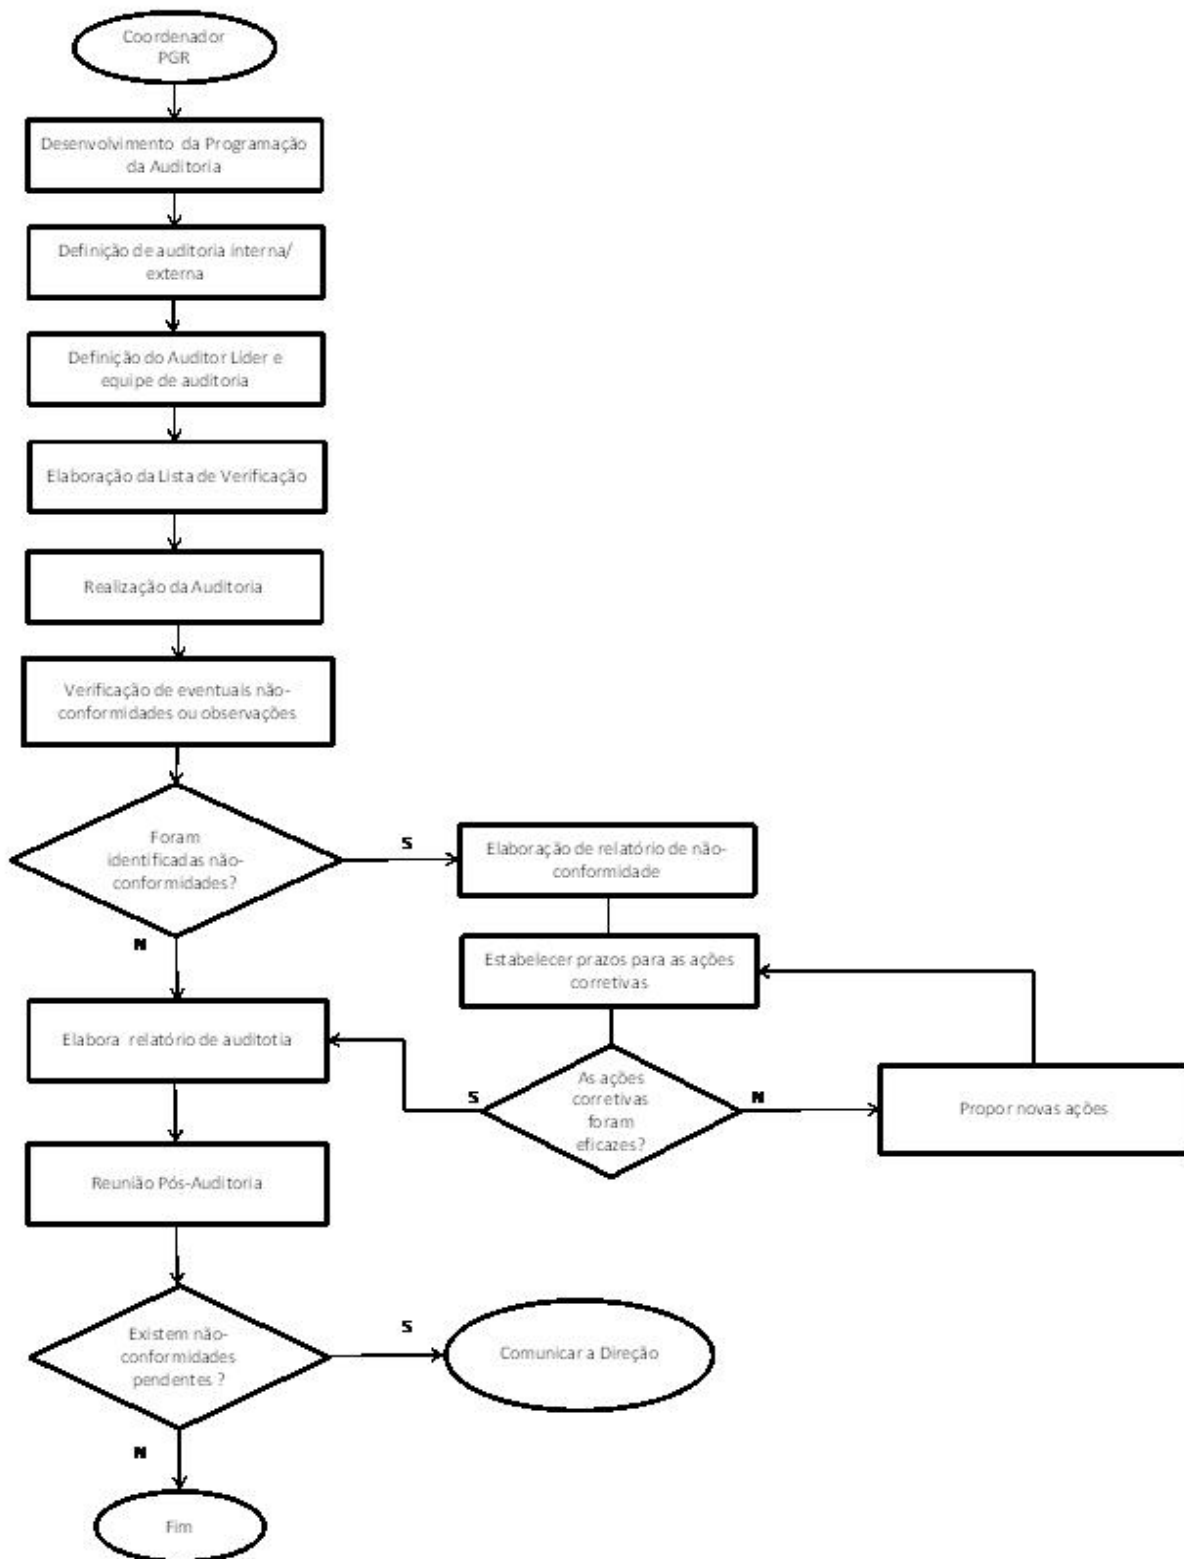 Coordenador
PGR
Desenvolvimento da Programação
da Auditoria
Definição de auditoria interna/
externa
Definição do Auditor Líder e
equipe de auditoria
Elaboração da Lista de Verificação
Realização da Auditoria
Verificação de eventuais não-
conformidades ou observações
Foram
identificadas não-
conformidades?
S
Elaboração de relatório de não-
conformidade
N
Estabelecer prazos para as ações
corretivas
Elabora relatório de auditotia
S
As ações
corretivas
foram
eficazes?
N
Propor novas ações
Reunião Pós-Auditoria
Existem não-
conformidades
pendentes ?
S
Comunicar a Direção
N
Fim